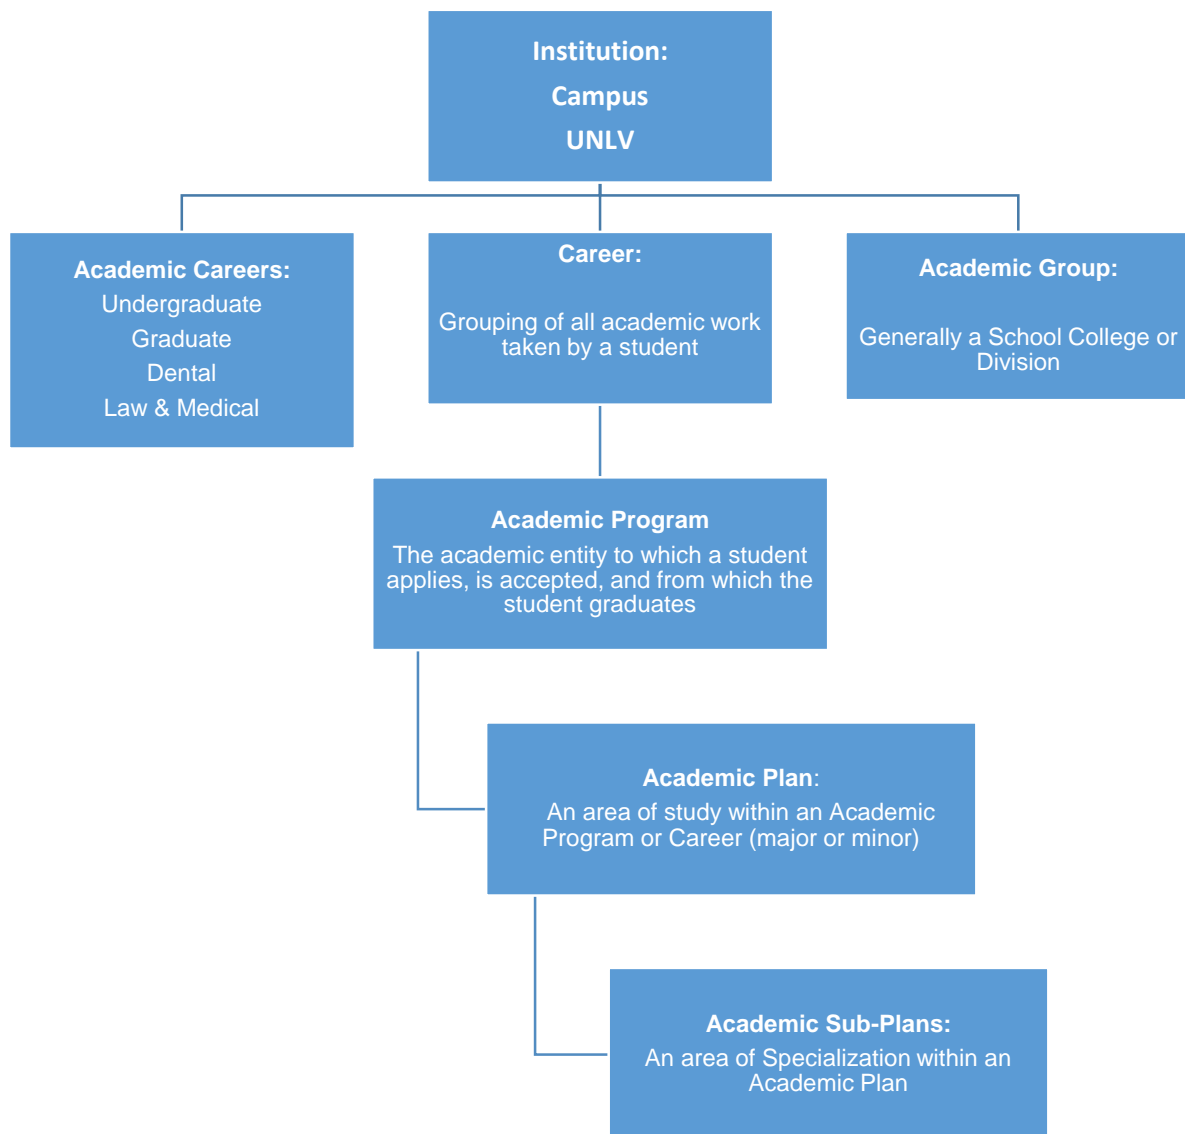 Institution:
Campus
UNLV
Academic Careers:
Undergraduate
Graduate
Dental
Law & Medical
Career:
Grouping of all academic work
taken by a student
Academic Group:
Generally a School College or
Division
Academic Program
The academic entity to which a student
applies, is accepted, and from which the
student graduates
Academic Plan:
An area of study within an Academic
Program or Career (major or minor)
Academic Sub-Plans:
An area of Specialization within an
Academic Plan